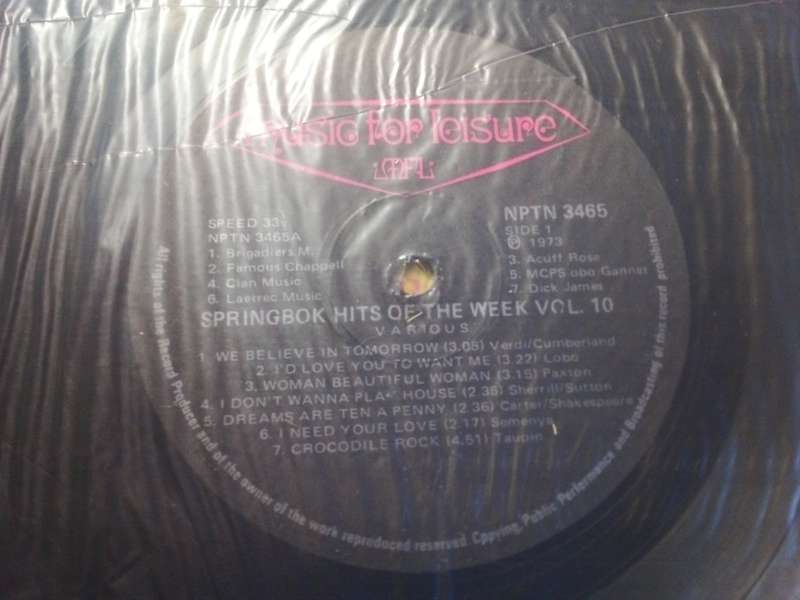 music for leisure
MFL
SPEED 33⅓
NPTN 3465A
1. Brigadiers M.
2. Famous Chappell
4. Clan Music
6. Laetrec Music
NPTN 3465
SIDE 1
℗ 1973
3. Acuff Rose
5. MCPS obo Gannet
7. Dick James
SPRINGBOK HITS OF THE WEEK VOL. 10
VARIOUS
1 WE BELIEVE IN TOMORROW (3.05) Verdi/Cumberland
2. I'D LOVE YOU TO WANT ME (3.22) Lobo
3. WOMAN BEAUTIFUL WOMAN (3.15) Paxton
4. I DON'T WANNA PLAY HOUSE (2 36) Sherrill/Sutton
5. DREAMS ARE TEN A PENNY (2.36) Carter/Shakespeare
6. I NEED YOUR LOVE (2.17) Semenya
7. CROCODILE ROCK (4.51) Taupin
All rights of the Record Producer and of the owner of the work reproduced reserved. Copying, Public Performance and Broadcasting of this record prohibited